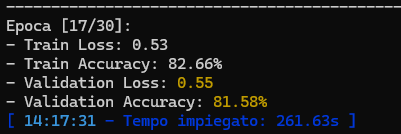 Epoca [17/30]:
- Train Loss: 0.53
- Train Accuracy: 82.66%
- Validation Loss: 0.55
- Validation Accuracy: 81.58%
[ 14:17:31 - Tempo impiegato: 261.63s ]